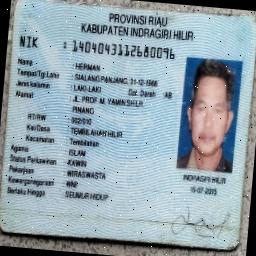 PROVINSI RIAU
KABUPATEN INDRAGIRI HILIR
NIK : 1404043112680096
Nama : HERMAN
Tempat/Tgl Lahir : SIALANG PANJANG, 31-12-1968
Jenis kelamin : LAKI-LAKI Gol. Darah AB
Alamat : JL. PROF. M. YAMIN SH LR.
PINANG
RT/RW : 002/010
Kel/Desa : TEMBILAHAN HILIR
Kecamatan : Tembilahan
Agama : ISLAM
Status Perkawinan : KAWIN
Pekerjaan : WIRASWASTA
Kewarganegaraan : WNI
Berlaku Hingga : SEUMUR HIDUP
INDRAGIRI HILIR
15-07-2015